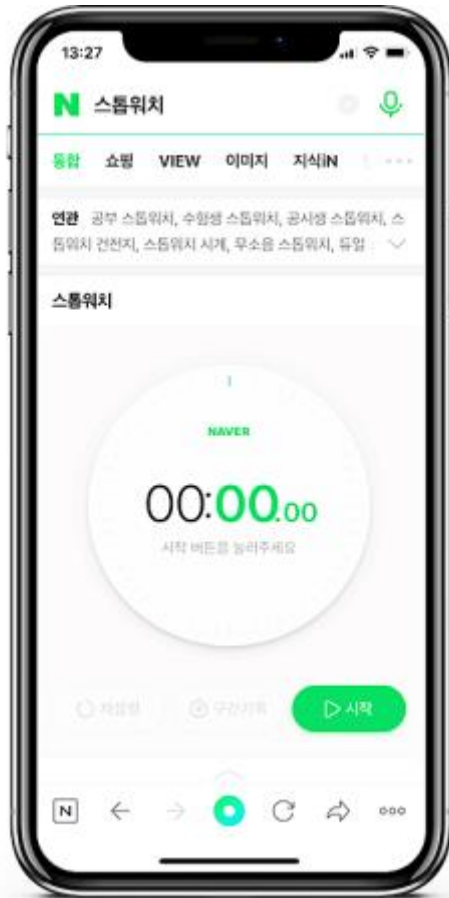 13:27
N 스톱워치
통합 쇼핑 VIEW 이미지 지식iN
연관 공부 스톱워치, 수험생 스톱워치, 공시생 스톱워치, 스
톱워치 건전지, 스톱워치 시계, 무소음 스톱워치, 듀얼
스톱워치
NAVER
00:00.00
시작 버튼을 눌러주세요
재설정 구간기록 시작
N